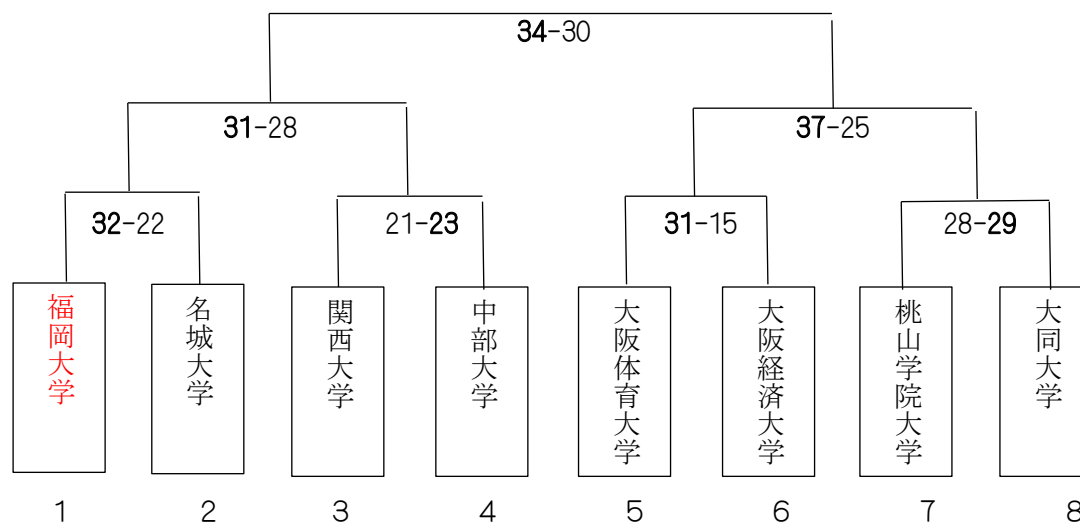 34-30
31-28
37-25
32-22
21-23
31-15
28-29
福岡大学
名城大学
関西大学
中部大学
大阪体育大学
大阪経済大学
桃山学院大学
大同大学
1 2 3 4 5 6 7 8